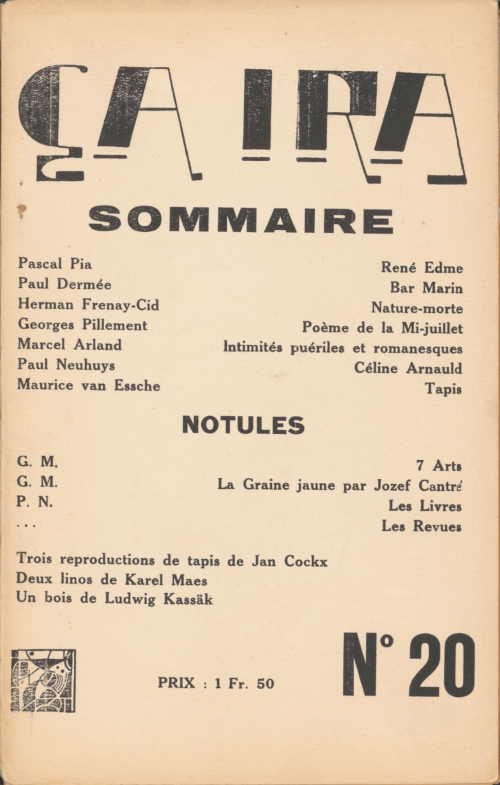 ÇA IRA
SOMMAIRE
Pascal Pia René Edme
Paul Dermée Bar Marin
Herman Frenay-Cid Nature-morte
Georges Pillement Poème de la Mi-juillet
Marcel Arland Intimités puériles et romanesques
Paul Neuhuys Céline Arnauld
Maurice van Essche Tapis
NOTULES
G. M. 7 Arts
G. M. La Graine jaune par Jozef Cantré
P. N. Les Livres
... Les Revues
Trois reproductions de tapis de Jan Cockx
Deux linos de Karel Maes
Un bois de Ludwig Kassäk
PRIX : 1 Fr. 50
N° 20